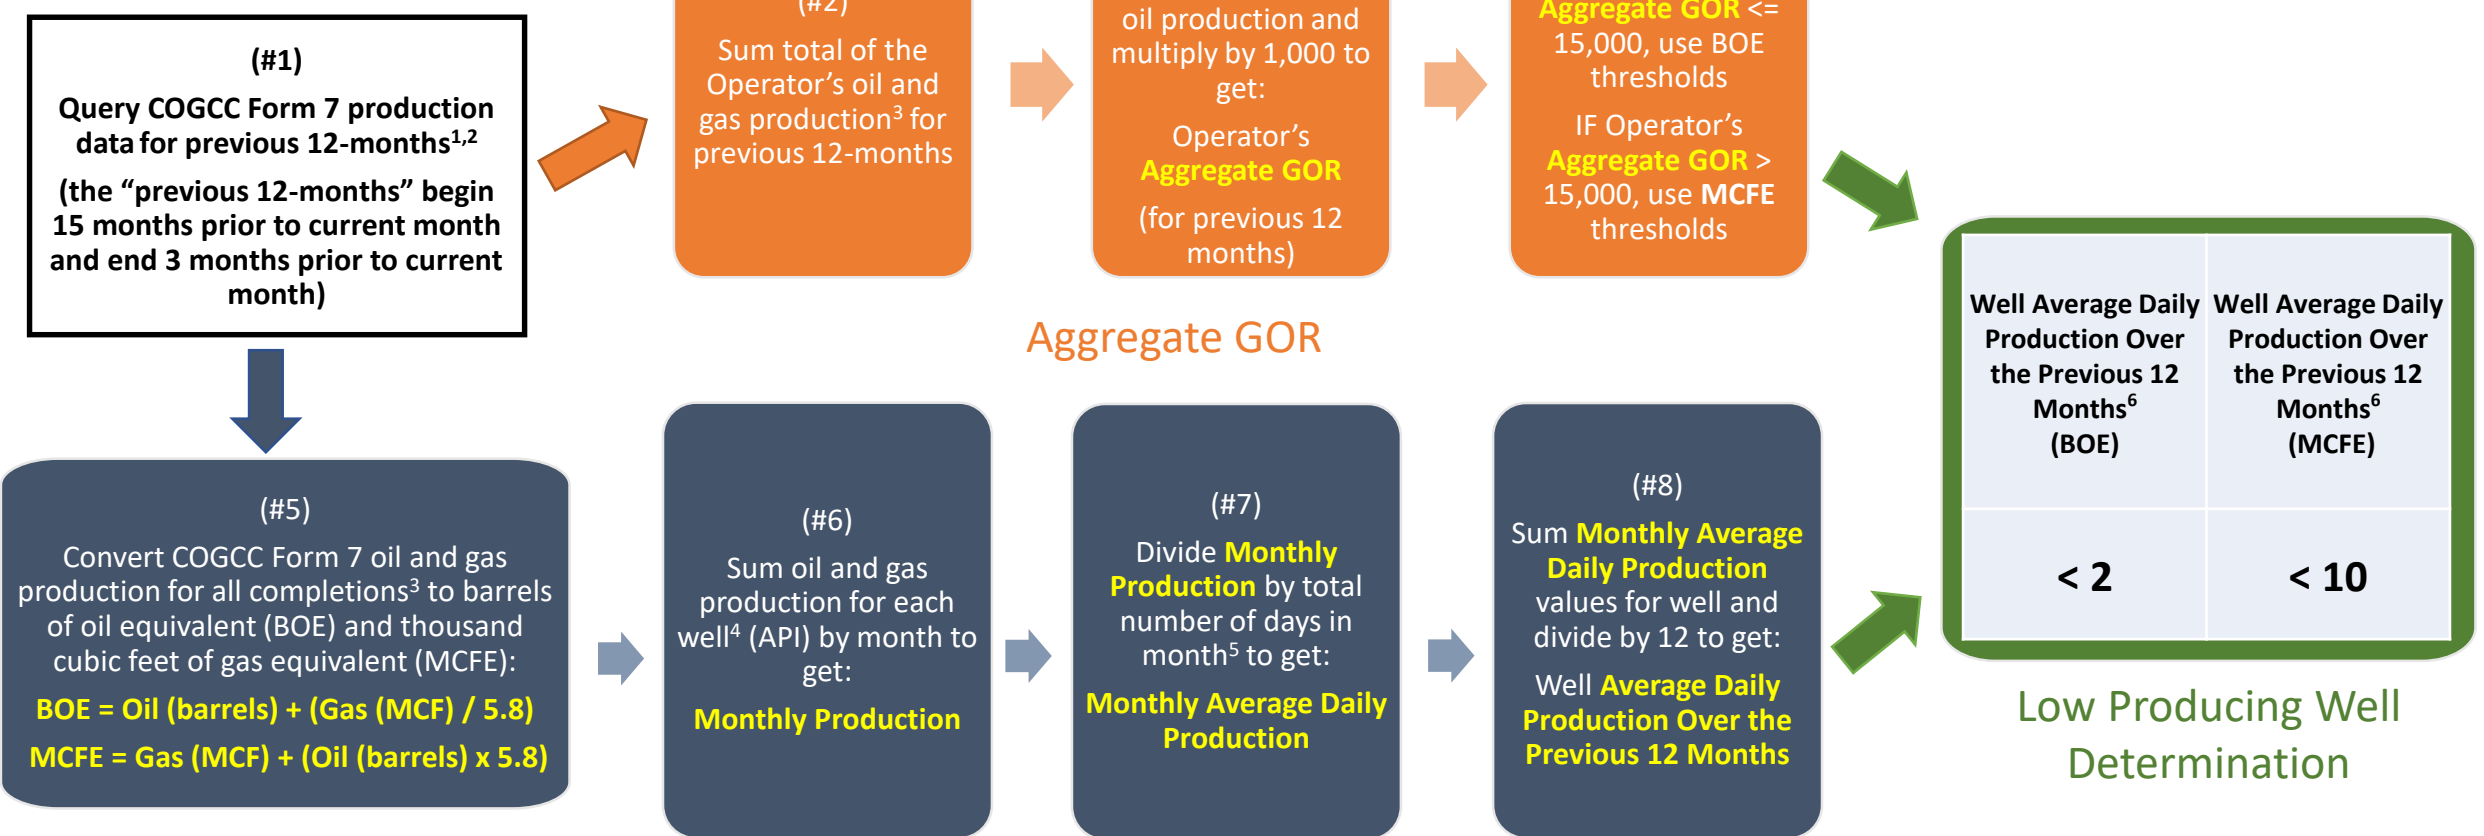 (#1)
Query COGCC Form 7 production
data for previous 12-months1,2
(the “previous 12-months” begin
15 months prior to current month
and end 3 months prior to current
month)
(#2)
Sum total of the
Operator’s oil and
gas production3 for
previous 12-months
oil production and
multiply by 1,000 to
get:
Operator’s
Aggregate GOR
(for previous 12
months)
Aggregate GOR <=
15,000, use BOE
thresholds
IF Operator’s
Aggregate GOR >
15,000, use MCFE
thresholds
Aggregate GOR
(#5)
Convert COGCC Form 7 oil and gas
production for all completions3 to barrels
of oil equivalent (BOE) and thousand
cubic feet of gas equivalent (MCFE):
BOE = Oil (barrels) + (Gas (MCF) / 5.8)
MCFE = Gas (MCF) + (Oil (barrels) x 5.8)
(#6)
Sum oil and gas
production for each
well4 (API) by month to
get:
Monthly Production
(#7)
Divide Monthly
Production by total
number of days in
month5 to get:
Monthly Average Daily
Production
(#8)
Sum Monthly Average
Daily Production
values for well and
divide by 12 to get:
Well Average Daily
Production Over the
Previous 12 Months
Well Average Daily
Production Over
the Previous 12
Months6
(BOE)
Well Average Daily
Production Over
the Previous 12
Months6
(MCFE)
< 2
< 10
Low Producing Well
Determination